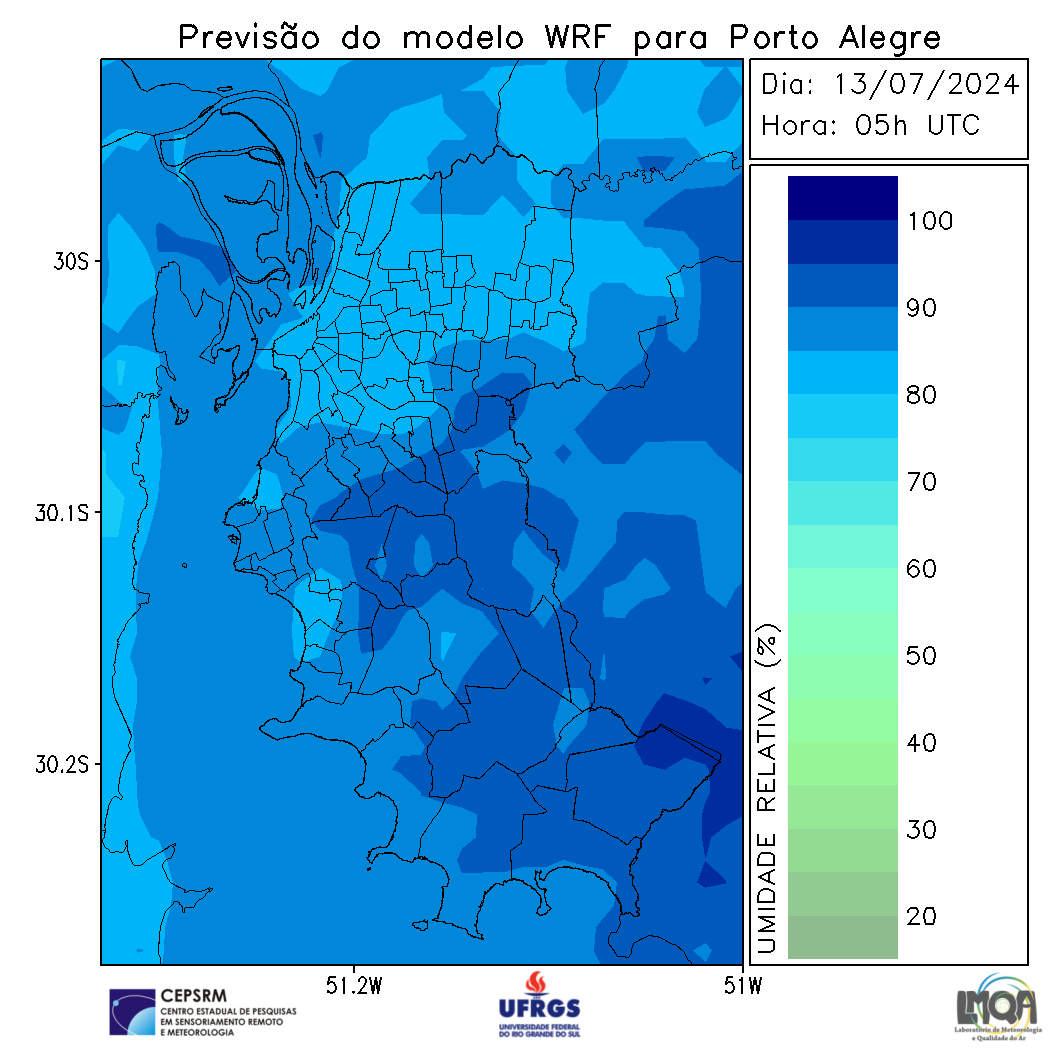 Previsão do modelo WRF para Porto Alegre
Dia: 13/07/2024
Hora: 05h UTC
30S
30.1S
30.2S
51.2W
51W
UMIDADE RELATIVA (%)
100
90
80
70
60
50
40
30
20
CEPSRM
CENTRO ESTADUAL DE PESQUISAS
EM SENSORIAMENTO REMOTO
E METEOROLOGIA
UFRGS
UNIVERSIDADE FEDERAL
DO RIO GRANDE DO SUL
LMQA
Laboratório de Meteorologia
e Qualidade do Ar